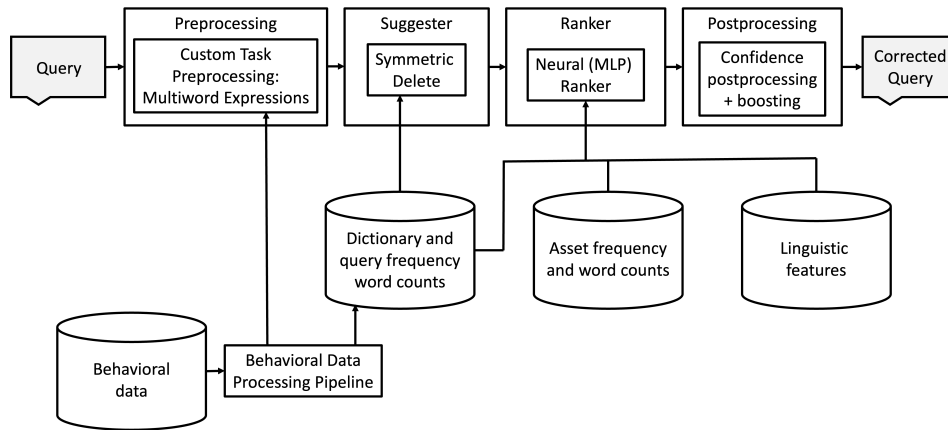 Preprocessing
Suggester
Ranker
Postprocessing
Query
Custom Task
Preprocessing:
Multiword Expressions
Symmetric
Delete
Neural (MLP)
Ranker
Confidence
postprocessing
+ boosting
Corrected
Query
Dictionary and
query frequency
word counts
Asset frequency
and word counts
Linguistic
features
Behavioral
data
Behavioral Data
Processing Pipeline